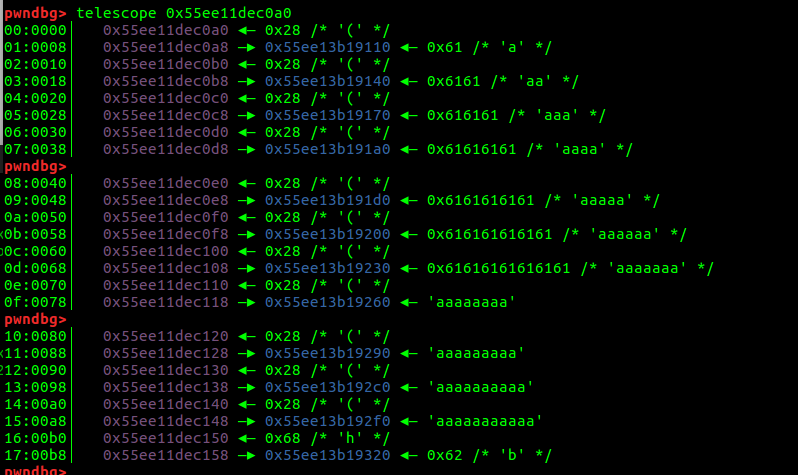 pwndbg> telescope 0x55ee11dec0a0
00:0000│ 0x55ee11dec0a0 ◂— 0x28 /* '(' */
01:0008│ 0x55ee11dec0a8 —▸ 0x55ee13b19110 ◂— 0x61 /* 'a' */
02:0010│ 0x55ee11dec0b0 ◂— 0x28 /* '(' */
03:0018│ 0x55ee11dec0b8 —▸ 0x55ee13b19140 ◂— 0x6161 /* 'aa' */
04:0020│ 0x55ee11dec0c0 ◂— 0x28 /* '(' */
05:0028│ 0x55ee11dec0c8 —▸ 0x55ee13b19170 ◂— 0x616161 /* 'aaa' */
06:0030│ 0x55ee11dec0d0 ◂— 0x28 /* '(' */
07:0038│ 0x55ee11dec0d8 —▸ 0x55ee13b191a0 ◂— 0x61616161 /* 'aaaa' */
pwndbg>
08:0040│ 0x55ee11dec0e0 ◂— 0x28 /* '(' */
09:0048│ 0x55ee11dec0e8 —▸ 0x55ee13b191d0 ◂— 0x6161616161 /* 'aaaaa' */
0a:0050│ 0x55ee11dec0f0 ◂— 0x28 /* '(' */
0b:0058│ 0x55ee11dec0f8 —▸ 0x55ee13b19200 ◂— 0x616161616161 /* 'aaaaaa' */
0c:0060│ 0x55ee11dec100 ◂— 0x28 /* '(' */
0d:0068│ 0x55ee11dec108 —▸ 0x55ee13b19230 ◂— 0x61616161616161 /* 'aaaaaaa' */
0e:0070│ 0x55ee11dec110 ◂— 0x28 /* '(' */
0f:0078│ 0x55ee11dec118 —▸ 0x55ee13b19260 ◂— 'aaaaaaaa'
pwndbg>
10:0080│ 0x55ee11dec120 ◂— 0x28 /* '(' */
11:0088│ 0x55ee11dec128 —▸ 0x55ee13b19290 ◂— 'aaaaaaaaa'
12:0090│ 0x55ee11dec130 ◂— 0x28 /* '(' */
13:0098│ 0x55ee11dec138 —▸ 0x55ee13b192c0 ◂— 'aaaaaaaaaa'
14:00a0│ 0x55ee11dec140 ◂— 0x28 /* '(' */
15:00a8│ 0x55ee11dec148 —▸ 0x55ee13b192f0 ◂— 'aaaaaaaaaaa'
16:00b0│ 0x55ee11dec150 ◂— 0x68 /* 'h' */
17:00b8│ 0x55ee11dec158 —▸ 0x55ee13b19320 ◂— 0x62 /* 'b' */
pwndbg>